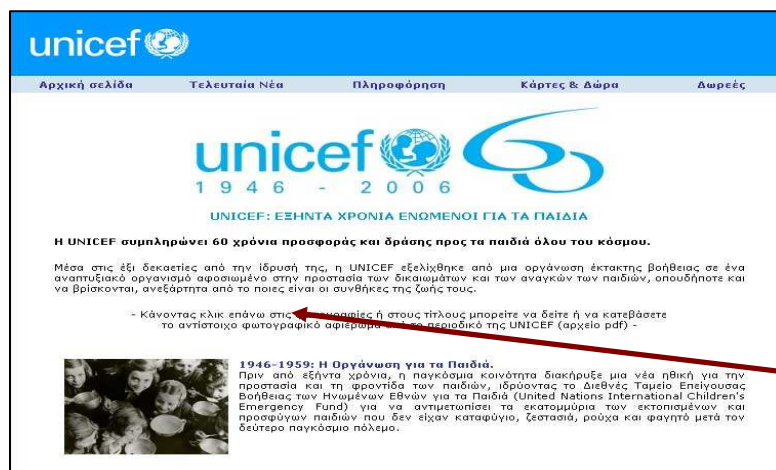 unicef
Αρχική σελίδα Τελευταία Νέα Πληροφόρηση Κάρτες & Δώρα Δωρεές
unicef 60
1946 - 2006
UNICEF: ΕΞΗΝΤΑ ΧΡΟΝΙΑ ΕΝΩΜΕΝΟΙ ΓΙΑ ΤΑ ΠΑΙΔΙΑ
Η UNICEF συμπληρώνει 60 χρόνια προσφοράς και δράσης προς τα παιδιά όλου του κόσμου.
Μέσα στις έξι δεκαετίες από την ίδρυσή της, η UNICEF εξελίχθηκε από μια οργάνωση έκτακτης βοήθειας σε ένα
αναπτυξιακό οργανισμό αφοσιωμένο στην προστασία των δικαιωμάτων και των αναγκών των παιδιών, οπουδήποτε και
να βρίσκονται, ανεξάρτητα από το ποιες είναι οι συνθήκες της ζωής τους.
- Κάνοντας κλικ επάνω στις ή στους τίτλους μπορείτε να δείτε ή να κατεβάσετε
το αντίστοιχο φωτογραφικό αφιέρωμα από το περιοδικό της UNICEF (αρχείο pdf) -
1946-1959: Η Οργάνωση για τα Παιδιά.
Πριν από εξήντα χρόνια, η παγκόσμια κοινότητα διακήρυξε μια νέα ηθική για την
προστασία και τη φροντίδα των παιδιών, ιδρύοντας το Διεθνές Ταμείο Επείγουσας
Βοήθειας των Ηνωμένων Εθνών για τα Παιδιά (United Nations International Children's
Emergency Fund) για να αντιμετωπίσει τα εκατομμύρια των εκτοπισμένων και
προσφύγων παιδιών που δεν είχαν καταφύγιο, ζεστασιά, ρούχα και φαγητό μετά τον
δεύτερο παγκόσμιο πόλεμο.